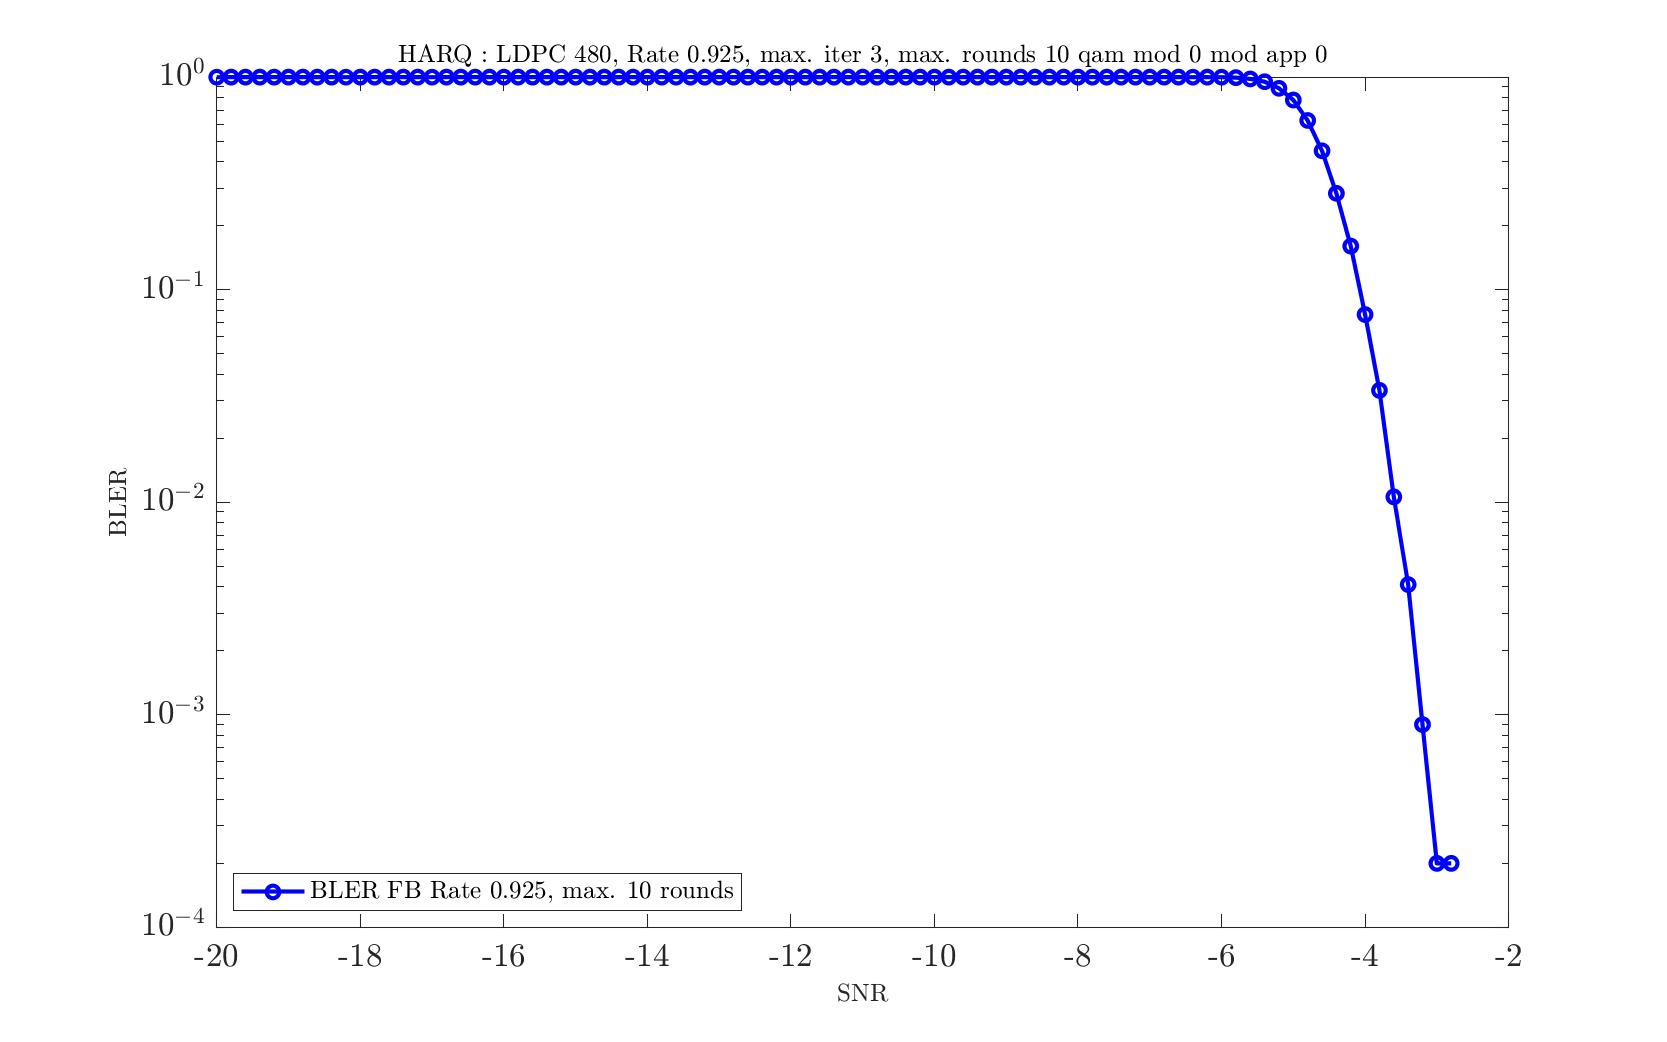 HARQ : LDPC 480, Rate 0.925, max. iter 3, max. rounds 10 qam mod 0 mod app 0
10^0
10^{-1}
10^{-2}
10^{-3}
10^{-4}
BLER
BLER FB Rate 0.925, max. 10 rounds
-20 -18 -16 -14 -12 -10 -8 -6 -4 -2
SNR